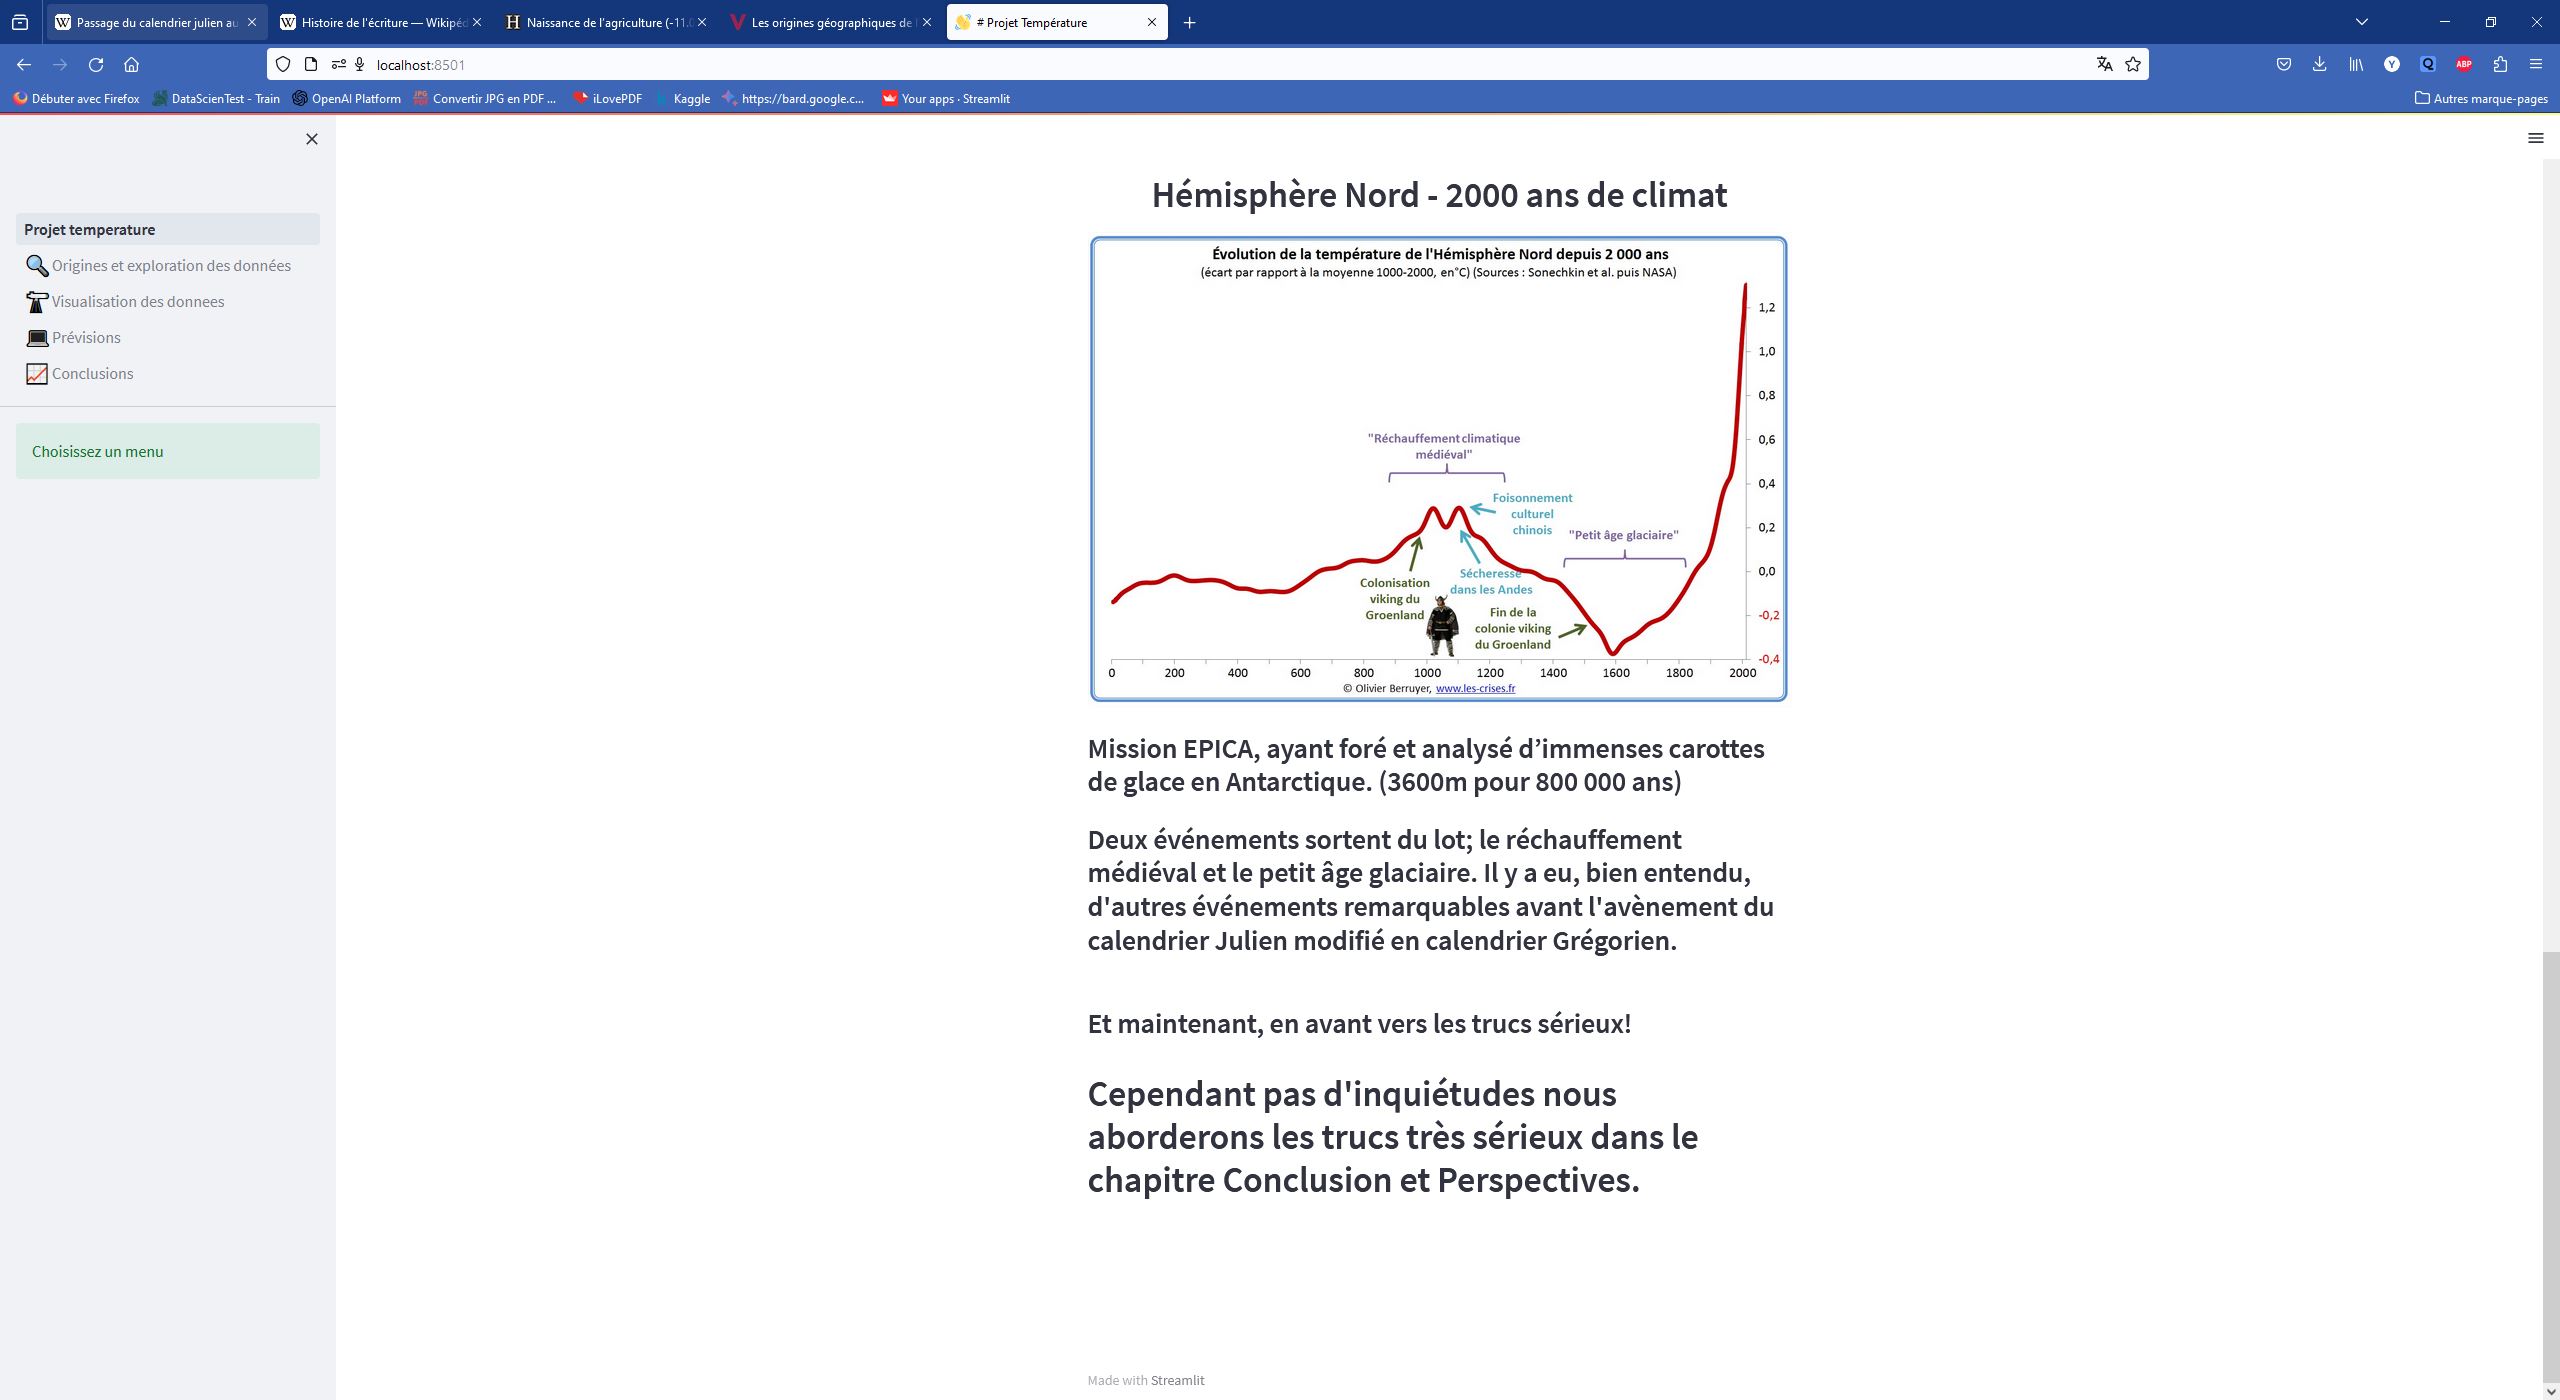 Passage du calendrier julien au
Histoire de l'écriture — Wikipéd
Naissance de l'agriculture (-11.0
Les origines géographiques de l
# Projet Température
localhost:8501
Débuter avec Firefox
DataScienTest - Train
OpenAI Platform
Convertir JPG en PDF ...
iLovePDF
Kaggle
https://bard.google.c...
Your apps · Streamlit
Autres marque-pages
Projet temperature
Origines et exploration des données
Visualisation des donnees
Prévisions
Conclusions
Choisissez un menu
Hémisphère Nord - 2000 ans de climat
Évolution de la température de l'Hémisphère Nord depuis 2 000 ans
(écart par rapport à la moyenne 1000-2000, en°C) (Sources : Sonechkin et al. puis NASA)
1,2
1,0
0,8
0,6
0,4
0,2
0,0
-0,2
-0,4
"Réchauffement climatique
médiéval"
Foisonnement
culturel
chinois
"Petit âge glaciaire"
Sécheresse
dans les Andes
Colonisation
viking du
Groenland
Fin de la
colonie viking
du Groenland
0 200 400 600 800 1000 1200 1400 1600 1800 2000
© Olivier Berruyer, www.les-crises.fr
Mission EPICA, ayant foré et analysé d’immenses carottes
de glace en Antarctique. (3600m pour 800 000 ans)
Deux événements sortent du lot; le réchauffement
médiéval et le petit âge glaciaire. Il y a eu, bien entendu,
d'autres événements remarquables avant l'avènement du
calendrier Julien modifié en calendrier Grégorien.
Et maintenant, en avant vers les trucs sérieux!
Cependant pas d'inquiétudes nous
aborderons les trucs très sérieux dans le
chapitre Conclusion et Perspectives.
Made with Streamlit